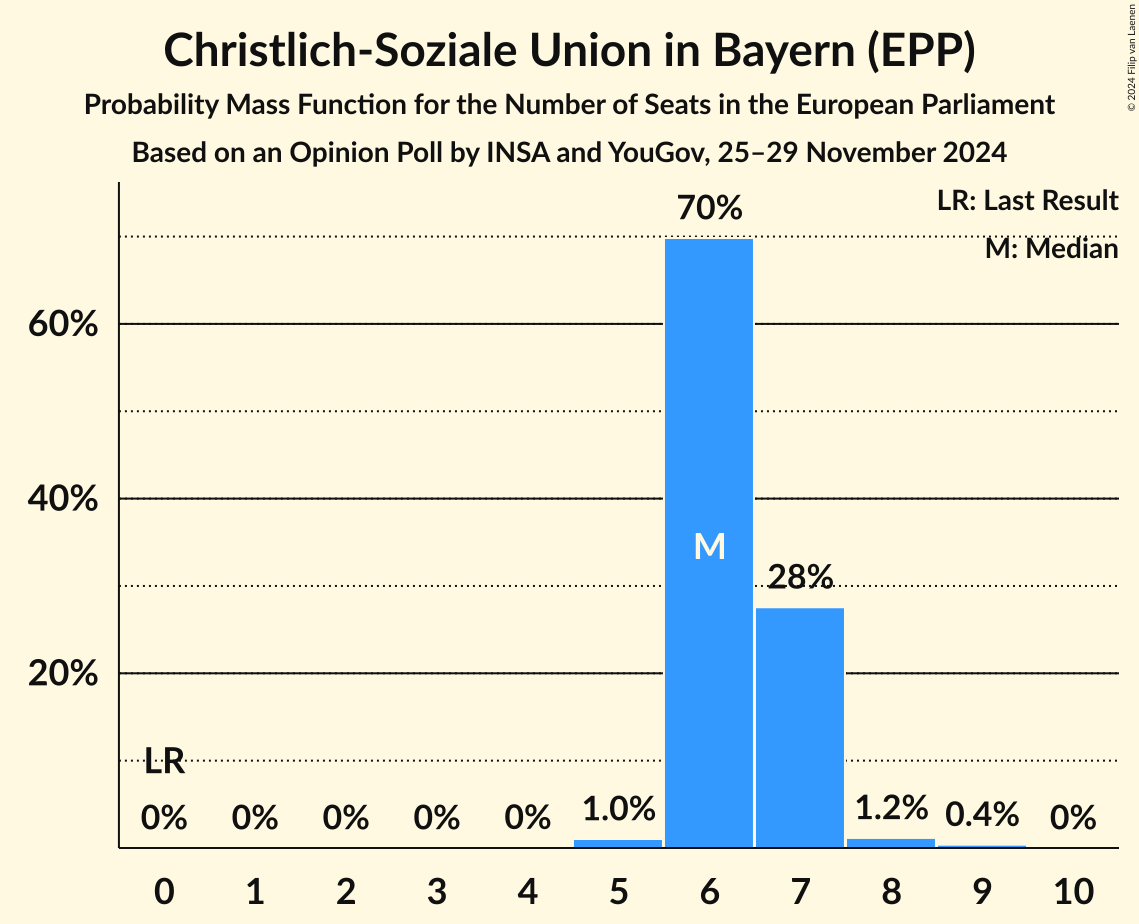 Christlich-Soziale Union in Bayern (EPP)
Probability Mass Function for the Number of Seats in the European Parliament
Based on an Opinion Poll by INSA and YouGov, 25–29 November 2024
© 2024 Filip van Laenen
LR: Last Result
M: Median
70%
60%
40%
M
28%
20%
LR
0% 0% 0% 0% 0% 1.0% 1.2% 0.4% 0%
0 1 2 3 4 5 6 7 8 9 10